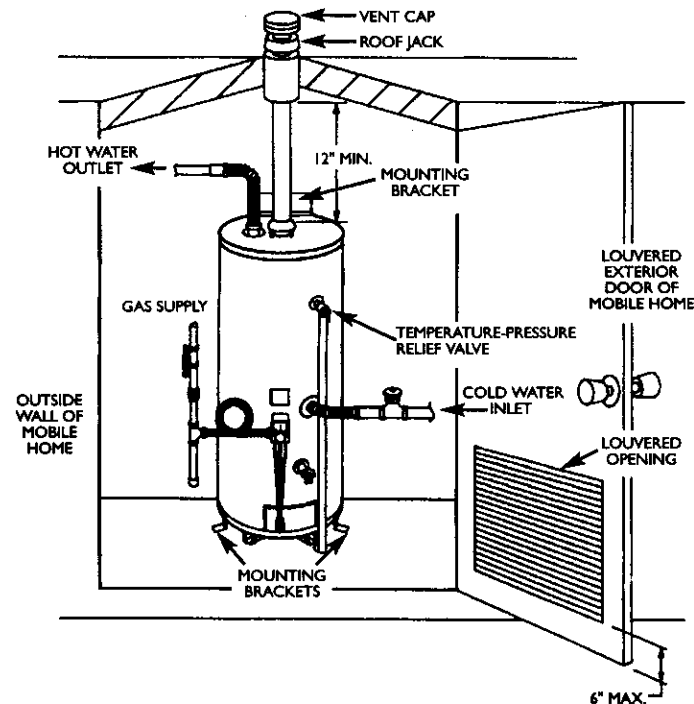 VENT CAP
ROOF JACK
12" MIN.
HOT WATER
OUTLET
MOUNTING
BRACKET
LOUVERED
EXTERIOR
DOOR OF
MOBILE HOME
GAS SUPPLY
TEMPERATURE-PRESSURE
RELIEF VALVE
OUTSIDE
WALL OF
MOBILE
HOME
COLD WATER
INLET
LOUVERED
OPENING
MOUNTING
BRACKETS
6" MAX.